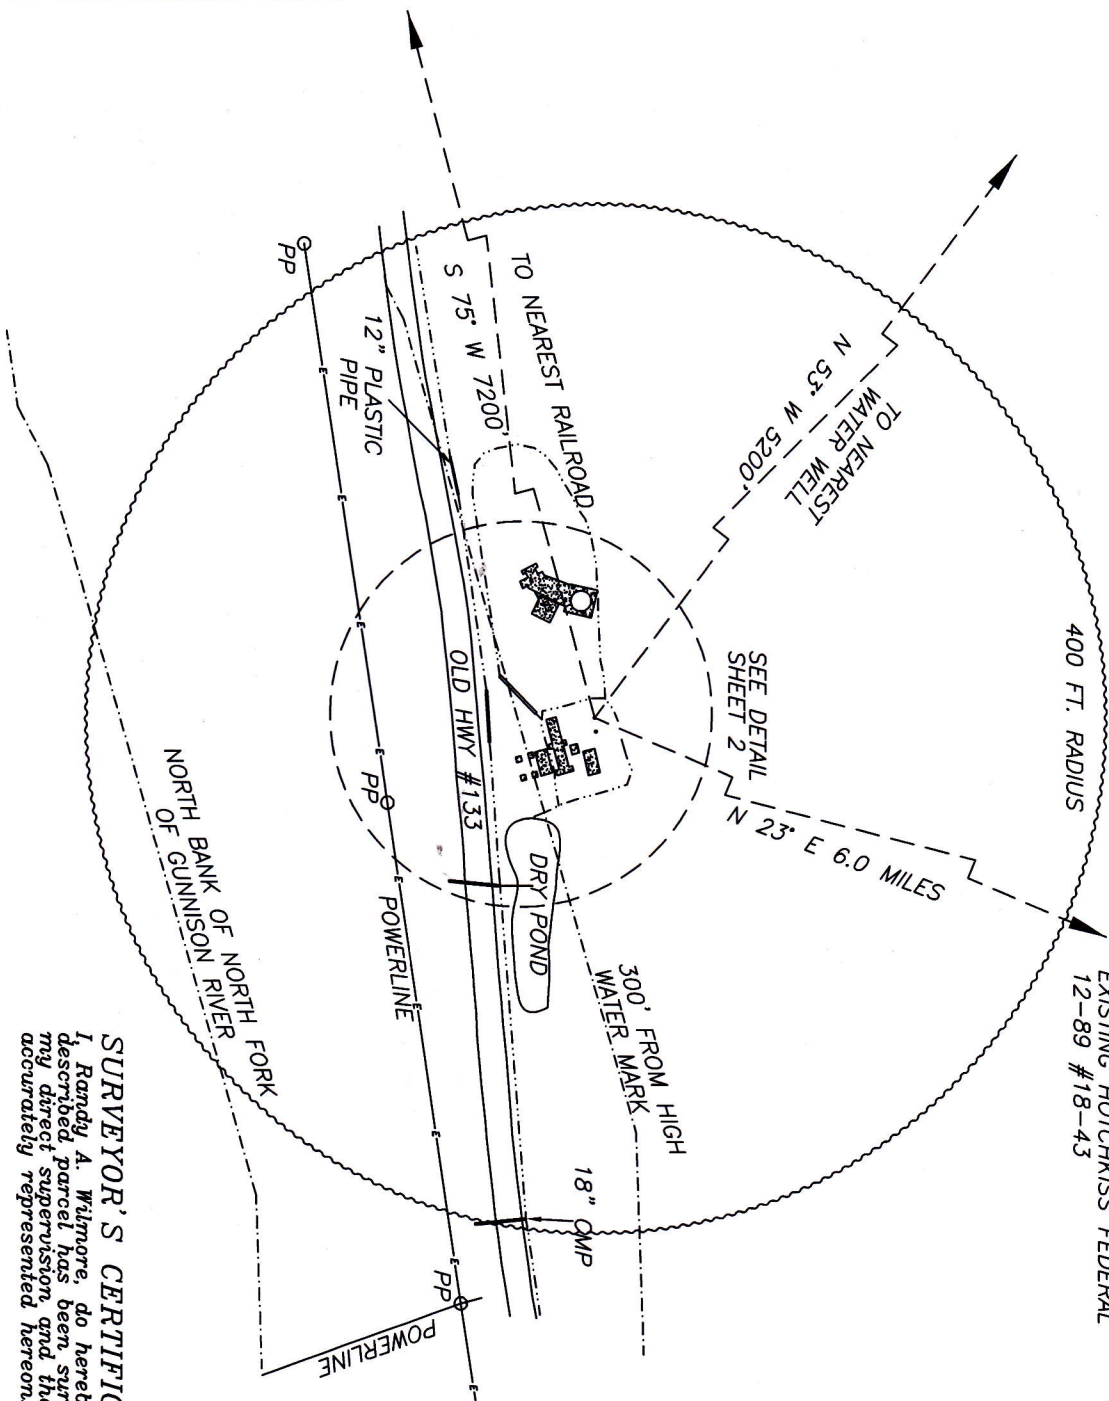 EXISTING HOTCHKISS FEDERAL
12-89 #18-43
400 FT. RADIUS
N 53° W 5200'
TO NEAREST
WATER WELL
TO NEAREST RAILROAD
S 75° W 7200'
SEE DETAIL
SHEET 2
N 23° E 6.0 MILES
PP
12" PLASTIC
PIPE
E
E
E
E
E
E
E
E
E
E
OLD HWY #133
PP
POWERLINE
DRY POND
300' FROM HIGH
WATER MARK
18" CMP
NORTH BANK OF NORTH FORK
OF GUNNISON RIVER
PP
POWERLINE
SURVEYOR'S CERTIFIC
I, Randy A. Wilmore, do hereb
described parcel has been sur
my direct supervision, and tha
accurately represented hereon.